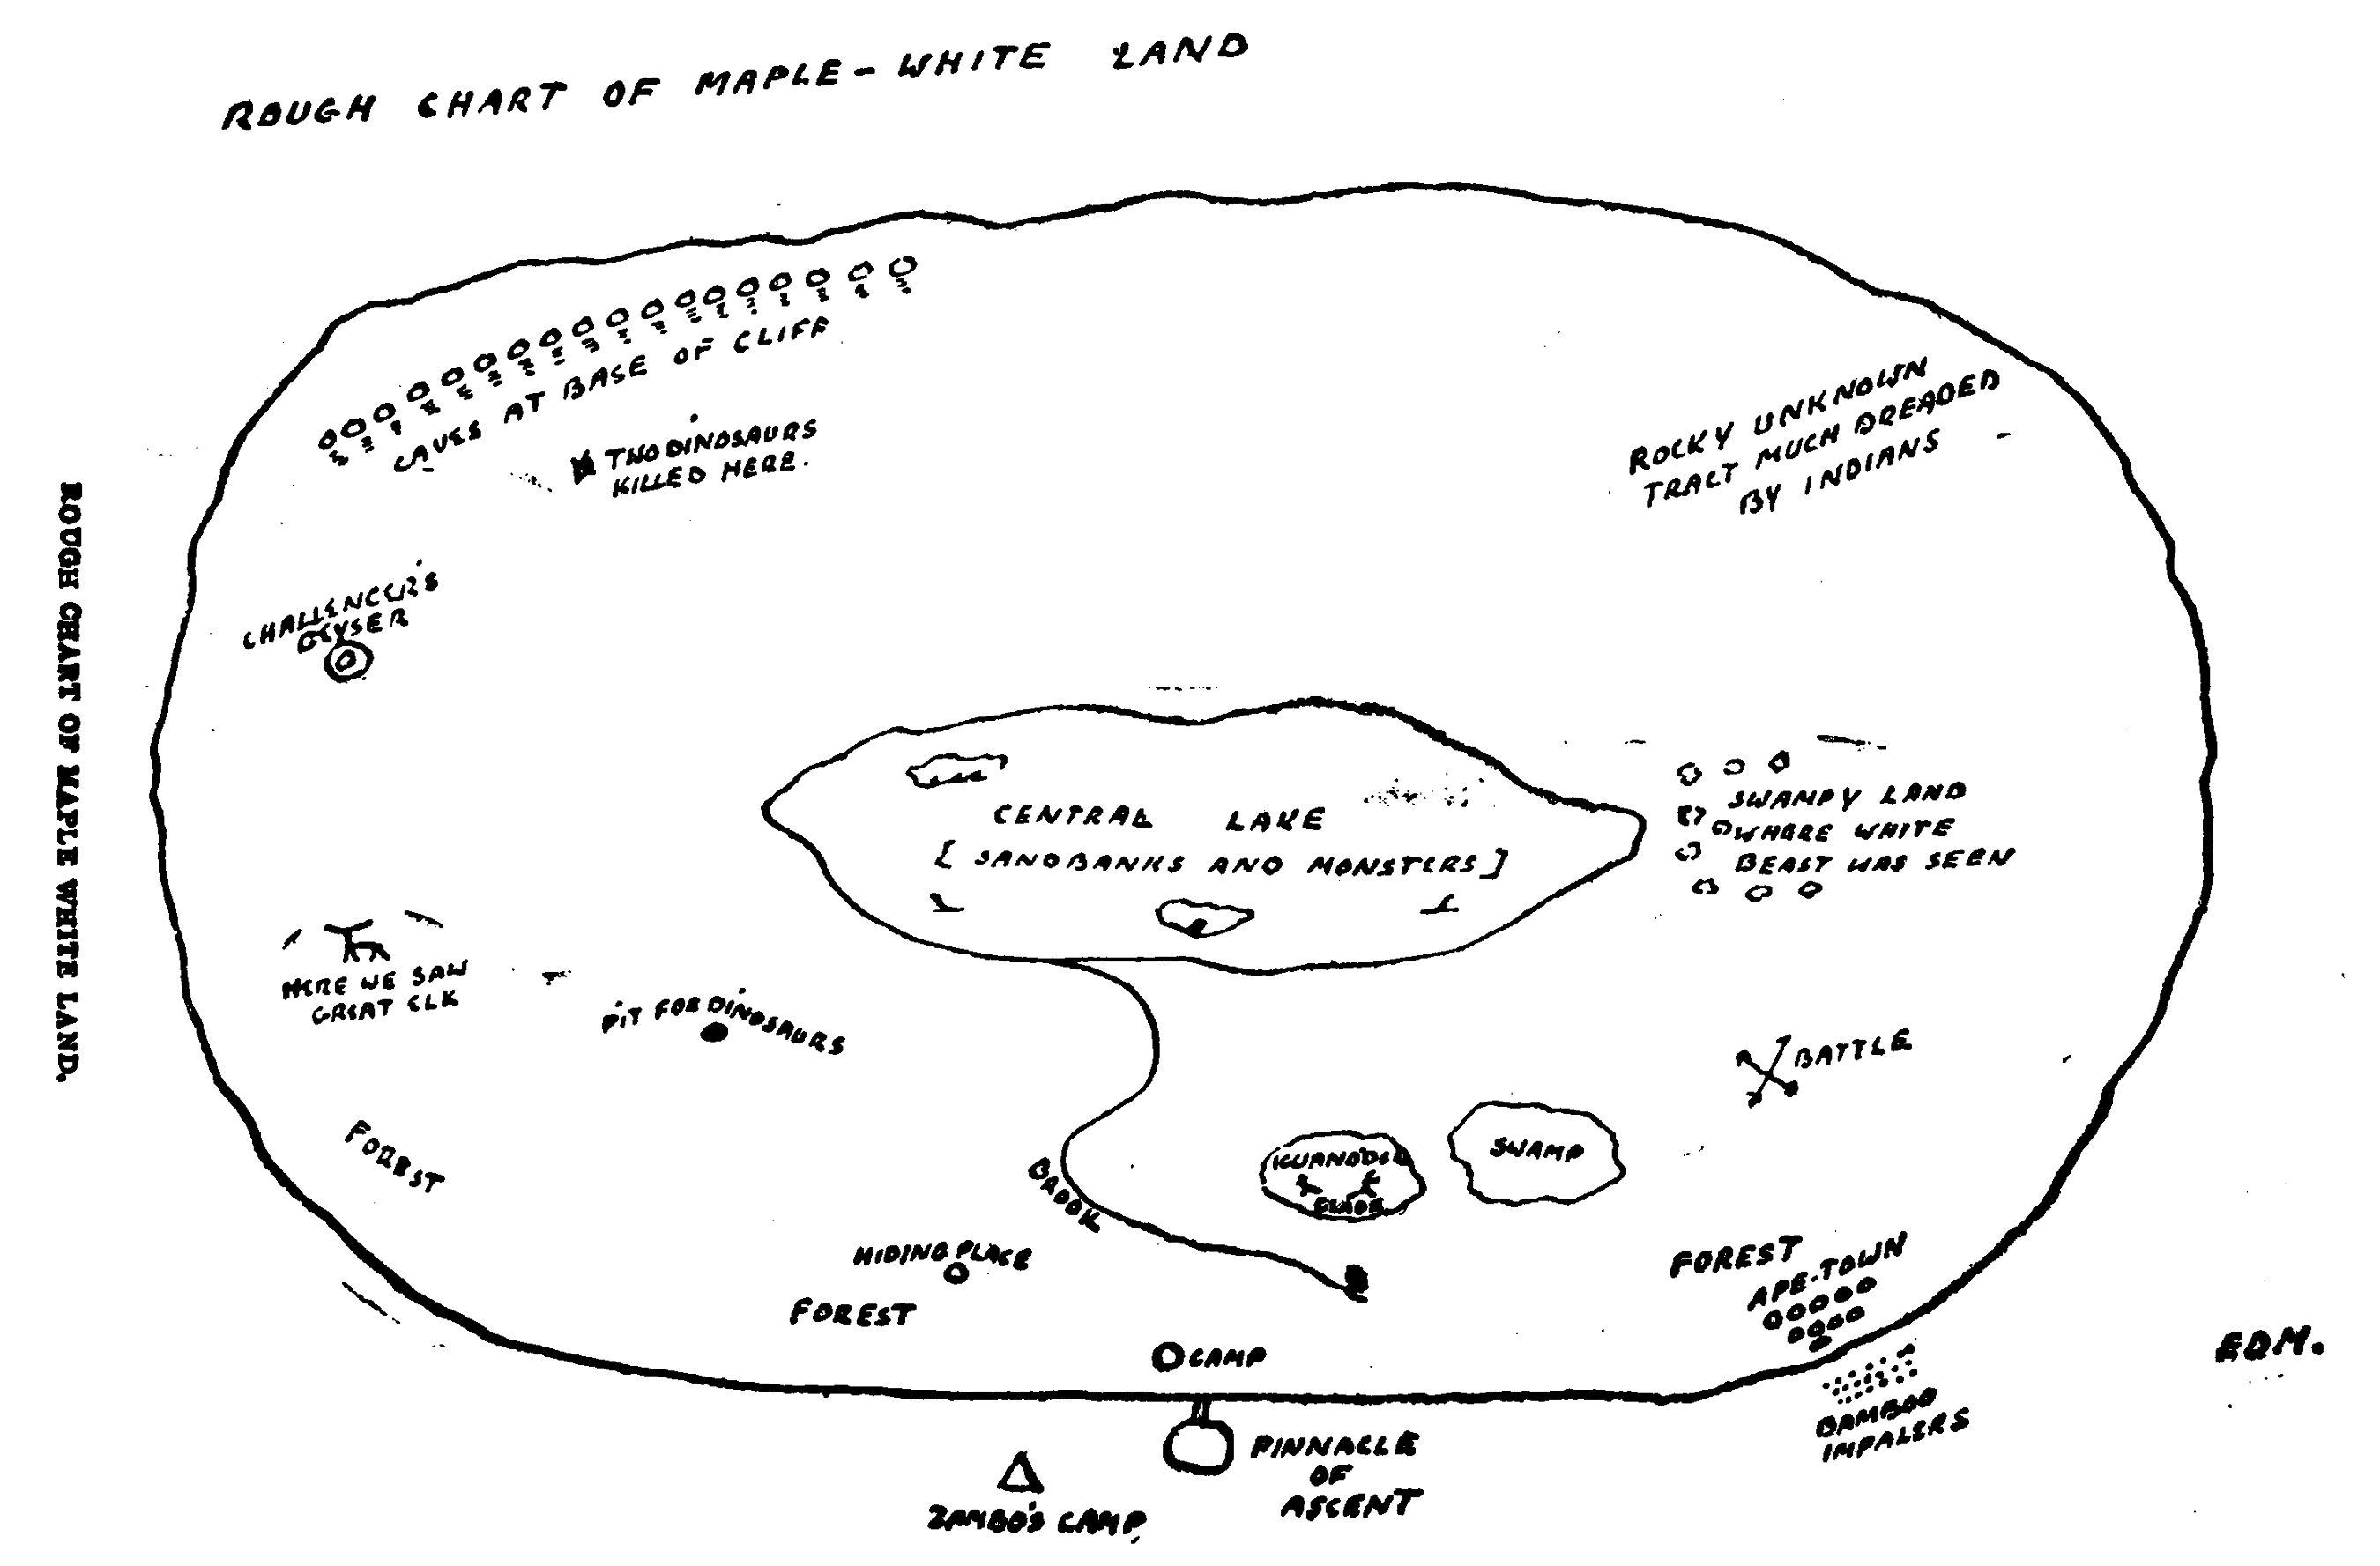 ROUGH CHART OF MAPLE-WHITE LAND
CAVES AT BASE OF CLIFF
TWO DINOSAURS
KILLED HERE.
ROCKY UNKNOWN
TRACT MUCH DREADED
BY INDIANS
CHALLENGER'S
GEYSER
CENTRAL LAKE
[SANDBANKS AND MONSTERS]
SWAMPY LAND
WHERE WHITE
BEAST WAS SEEN
HERE WE SAW
GREAT ELK
PIT FOR DINOSAURS
BATTLE
FOREST
BROOK
IGUANODON
GLADE
SWAMP
HIDING PLACE
FOREST
FOREST
APE-TOWN
CAMP
BAMBOO
IMPALERS
PINNACLE
OF
ASCENT
ZAMBO'S CAMP
EDM.
ROUGH CHART OF MAPLE WHITE LAND.